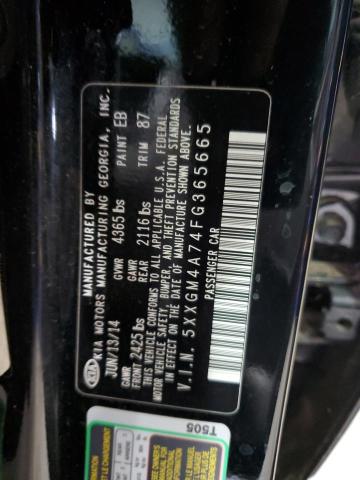 MANUFACTURED BY
KIA KIA MOTORS MANUFACTURING GEORGIA, INC.
JUN/13/14 GVWR 4365 lbs PAINT EB
GAWR FRONT 2425 lbs GAWR REAR 2116 lbs TRIM 87
THIS VEHICLE CONFORMS TO ALL APPLICABLE U.S.A. FEDERAL
MOTOR VEHICLE SAFETY, BUMPER, AND THEFT PREVENTION STANDARDS
IN EFFECT ON THE DATE OF MANUFACTURE SHOWN ABOVE.
V.I.N. 5XXGM4A74FG365665
PASSENGER CAR
T505